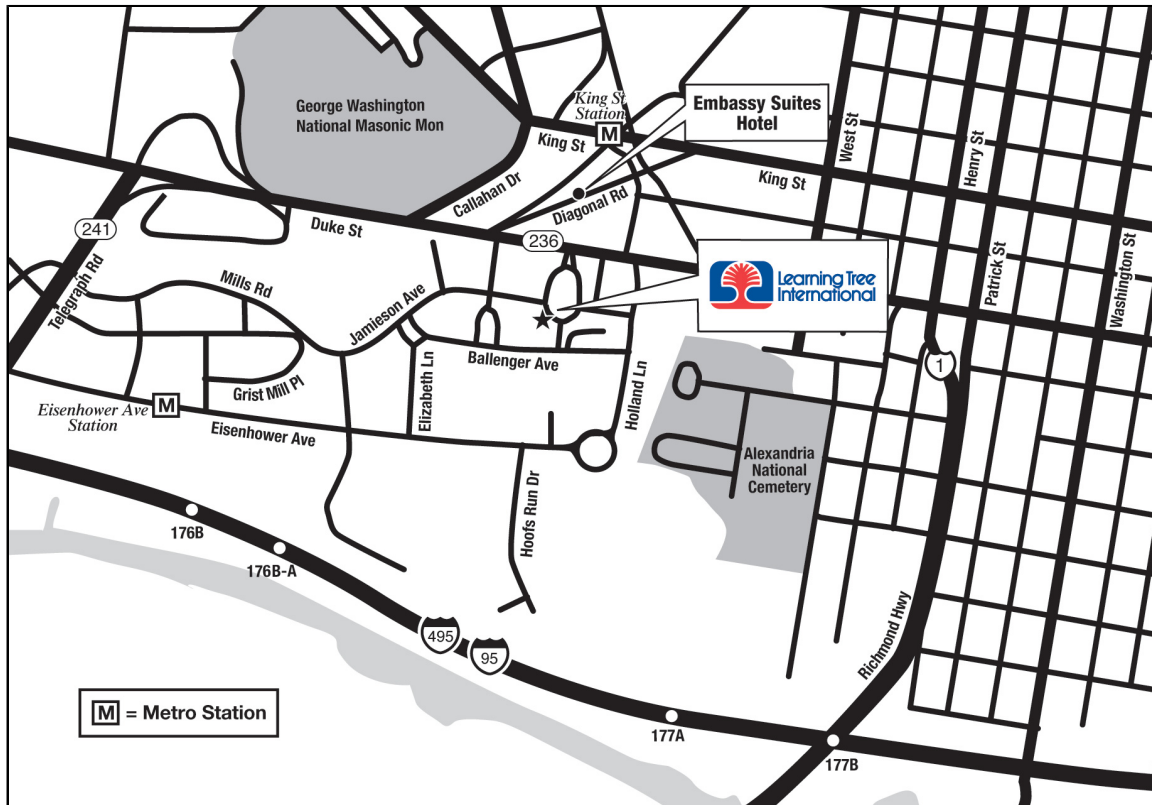 George Washington
National Masonic Mon
King St
Station
M
Embassy Suites
Hotel
King St
West St
Henry St
King St
Callahan Dr
Diagonal Rd
241
Duke St
236
Telegraph Rd
Mills Rd
Jamieson Ave
Learning Tree
International
Patrick St
Washington St
Ballenger Ave
Elizabeth Ln
Holland Ln
1
Grist Mill Pl
Eisenhower Ave
Station
M
Eisenhower Ave
Alexandria
National
Cemetery
Hoofs Run Dr
176B
176B-A
495
95
Richmond Hwy
M = Metro Station
177A
177B